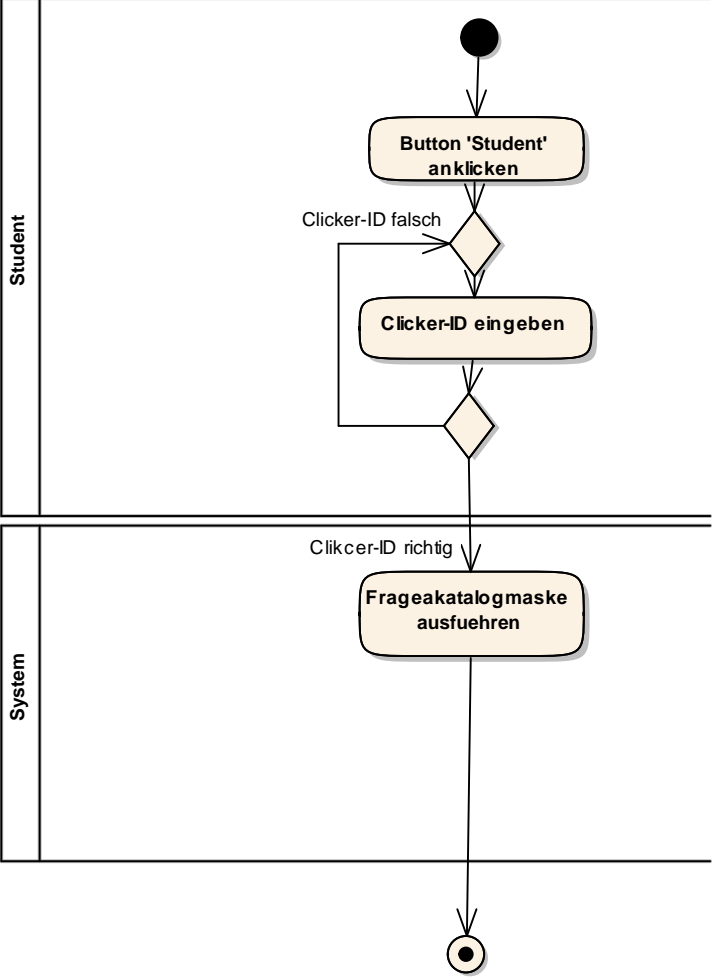 Student
Button 'Student'
anklicken
Clicker-ID falsch
Clicker-ID eingeben
System
Clikcer-ID richtig
Frageakatalogmaske
ausfuehren